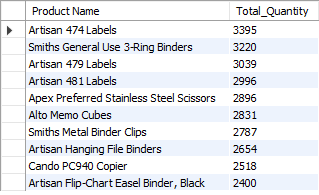 Product Name Total_Quantity
Artisan 474 Labels 3395
Smiths General Use 3-Ring Binders 3220
Artisan 479 Labels 3039
Artisan 481 Labels 2996
Apex Preferred Stainless Steel Scissors 2896
Alto Memo Cubes 2831
Smiths Metal Binder Clips 2787
Artisan Hanging File Binders 2654
Cando PC940 Copier 2518
Artisan Flip-Chart Easel Binder, Black 2400